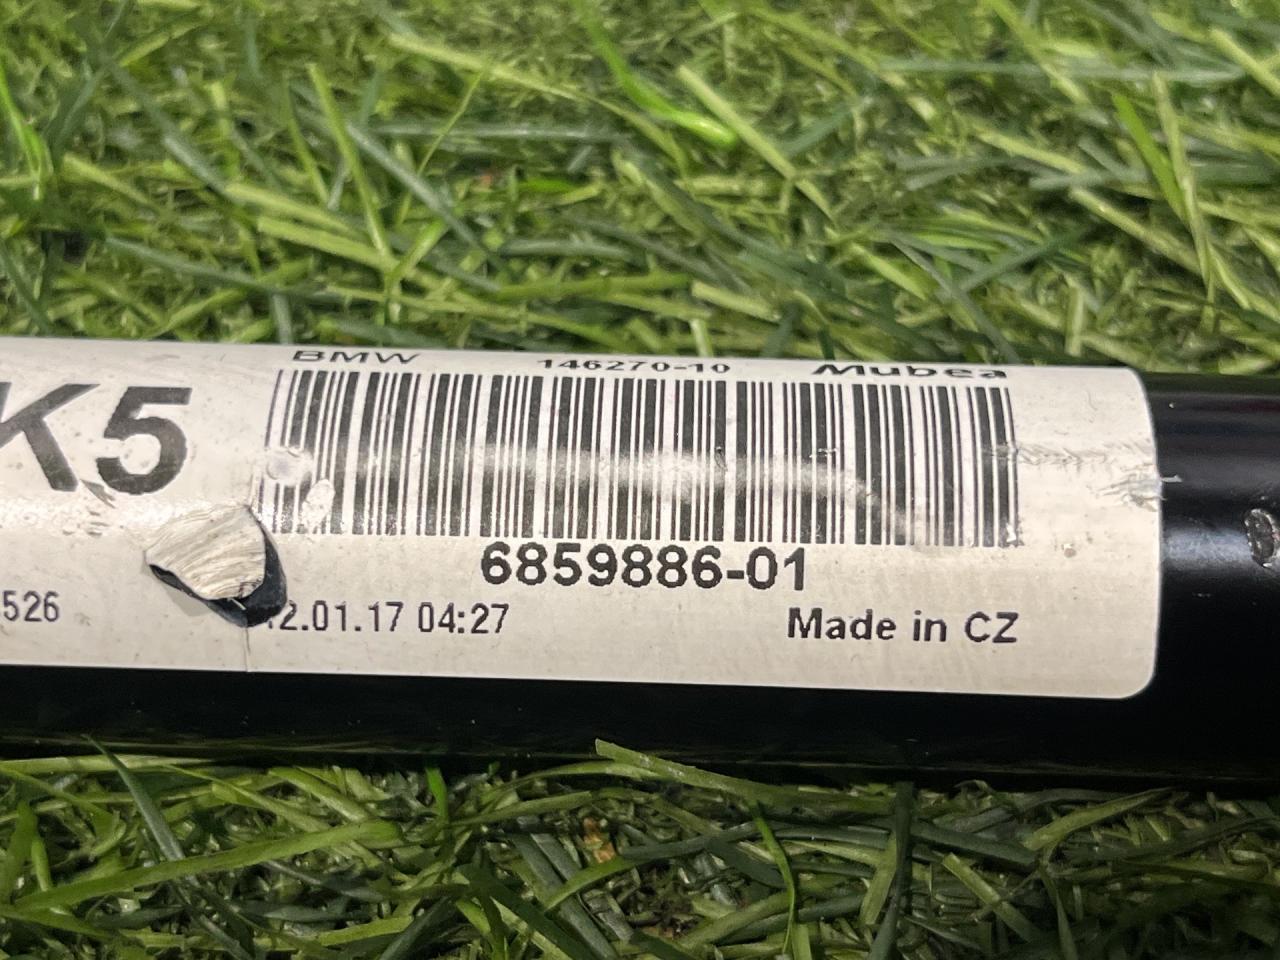 BMW 146270-10 Mubea
K5
6859886-01
526 12.01.17 04:27 Made in CZ